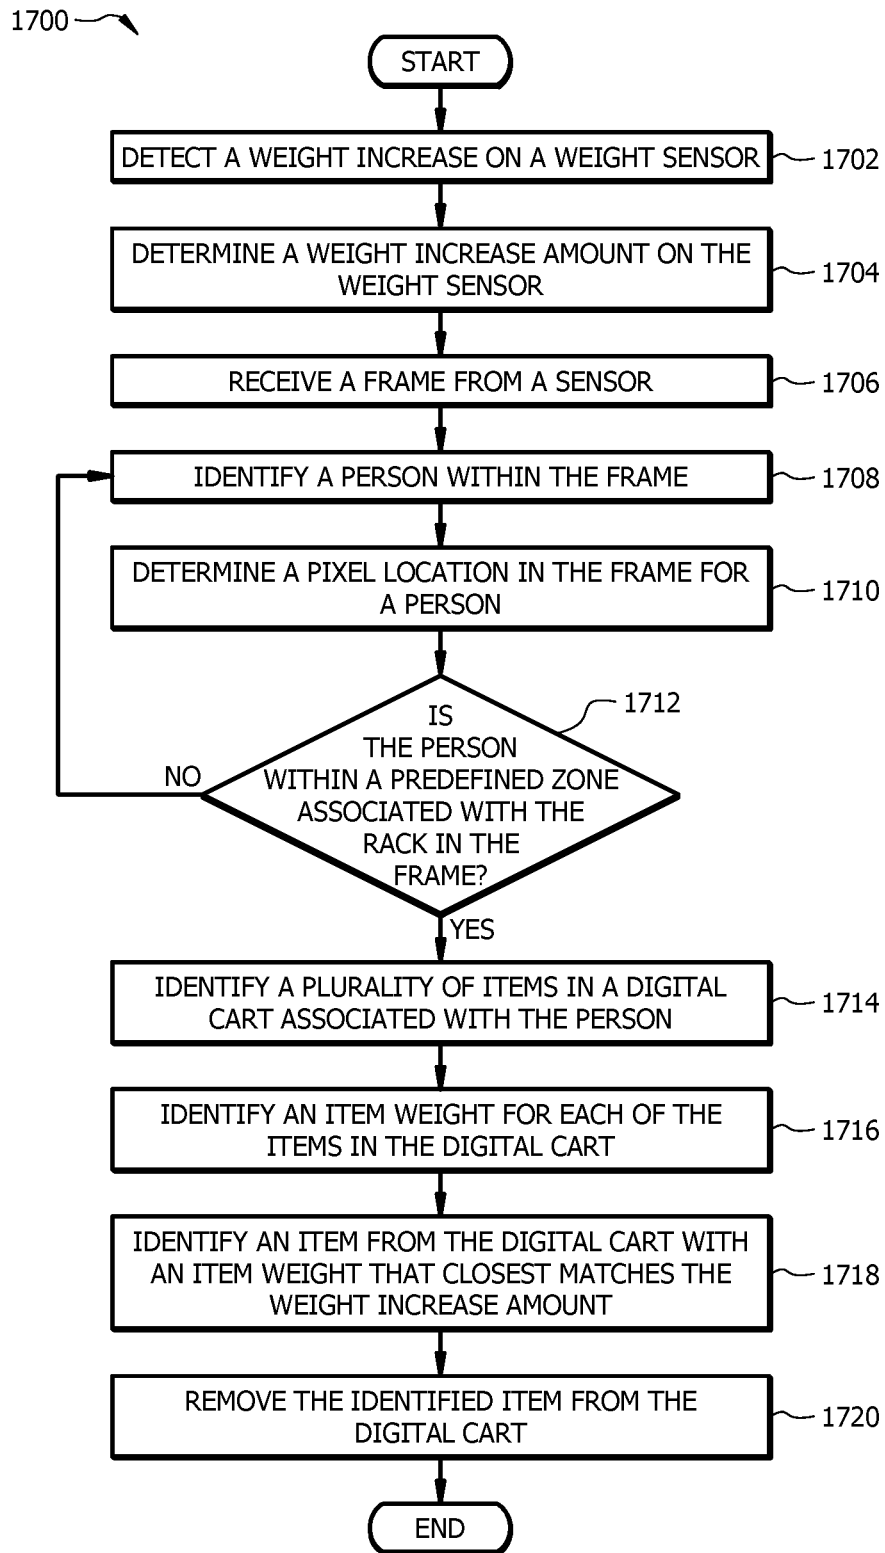 1700
START
DETECT A WEIGHT INCREASE ON A WEIGHT SENSOR
1702
DETERMINE A WEIGHT INCREASE AMOUNT ON THE
WEIGHT SENSOR
1704
RECEIVE A FRAME FROM A SENSOR
1706
IDENTIFY A PERSON WITHIN THE FRAME
1708
DETERMINE A PIXEL LOCATION IN THE FRAME FOR
A PERSON
1710
IS
THE PERSON
WITHIN A PREDEFINED ZONE
ASSOCIATED WITH THE
RACK IN THE
FRAME?
1712
NO
YES
IDENTIFY A PLURALITY OF ITEMS IN A DIGITAL
CART ASSOCIATED WITH THE PERSON
1714
IDENTIFY AN ITEM WEIGHT FOR EACH OF THE
ITEMS IN THE DIGITAL CART
1716
IDENTIFY AN ITEM FROM THE DIGITAL CART WITH
AN ITEM WEIGHT THAT CLOSEST MATCHES THE
WEIGHT INCREASE AMOUNT
1718
REMOVE THE IDENTIFIED ITEM FROM THE
DIGITAL CART
1720
END